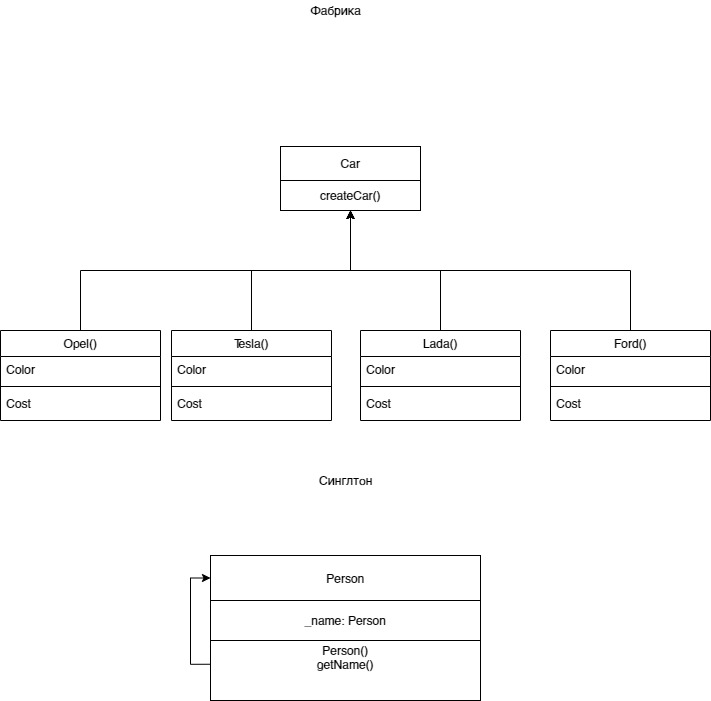 Фабрика
Car
createCar()
Opel()
Tesla()
Lada()
Ford()
Color
Color
Color
Color
Cost
Cost
Cost
Cost
Синглтон
Person
_name: Person
Person()
getName()